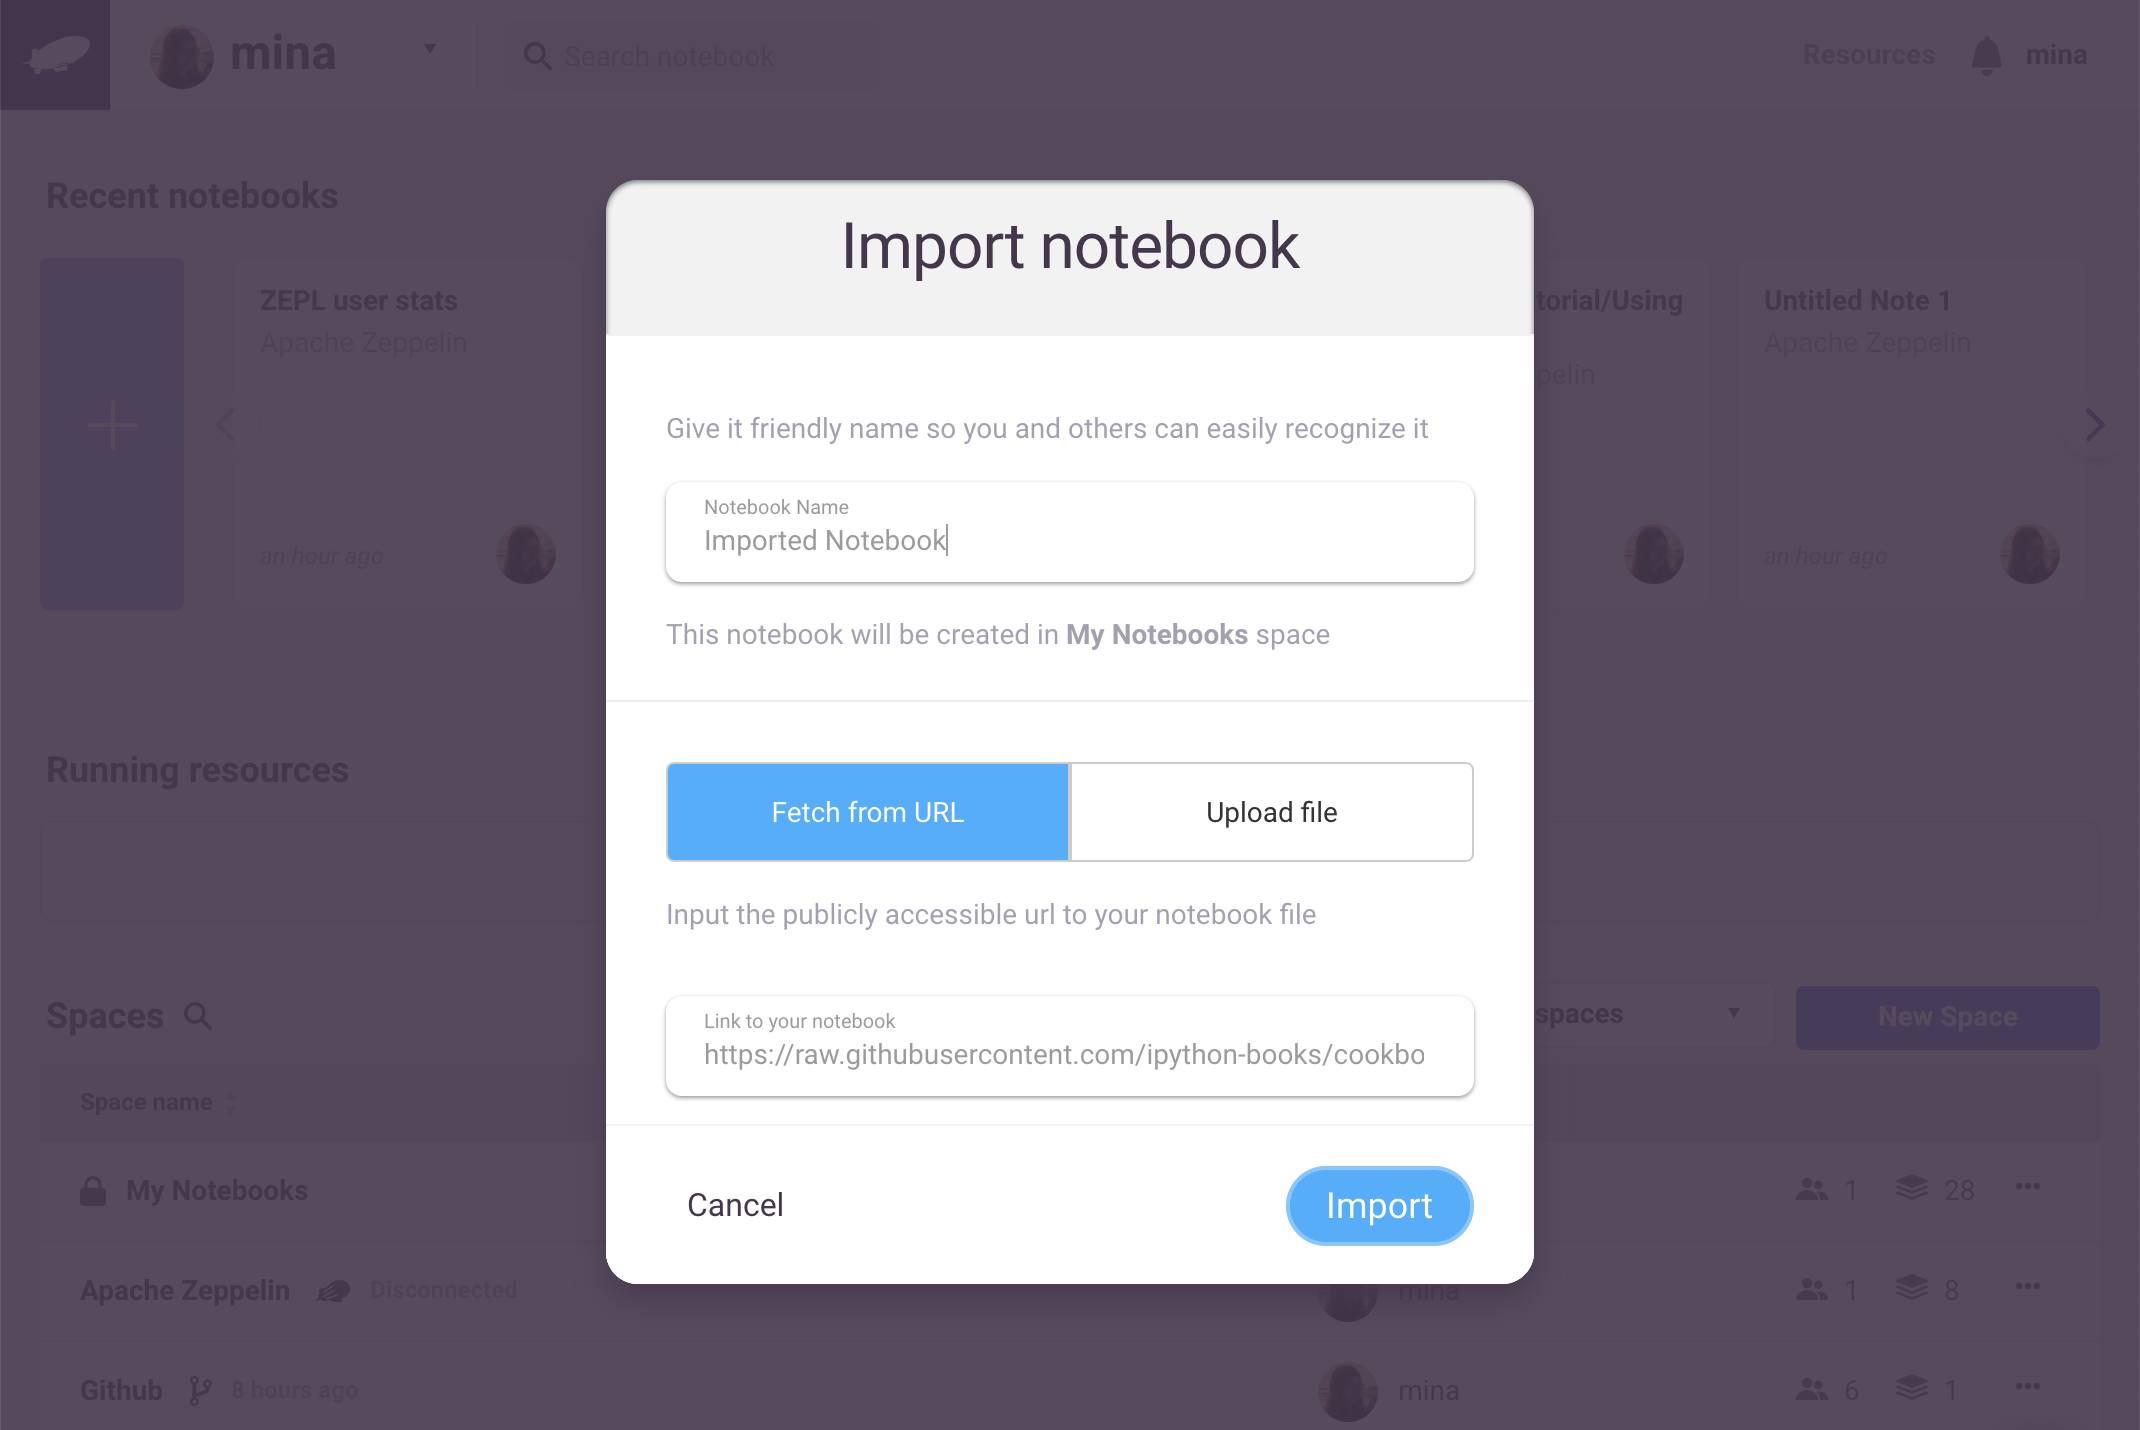 mina
Search notebook
Resources
mina
Recent notebooks
ZEPL user stats
Apache Zeppelin
an hour ago
torial/Using
pelin
Untitled Note 1
Apache Zeppelin
an hour ago
Import notebook
Give it friendly name so you and others can easily recognize it
Notebook Name
Imported Notebook
This notebook will be created in My Notebooks space
Fetch from URL
Upload file
Input the publicly accessible url to your notebook file
Link to your notebook
https://raw.githubusercontent.com/ipython-books/cookbo
Cancel
Import
Running resources
Spaces
spaces
New Space
Space name
My Notebooks
1
28
Apache Zeppelin
Disconnected
mina
1
8
Github
8 hours ago
mina
6
1